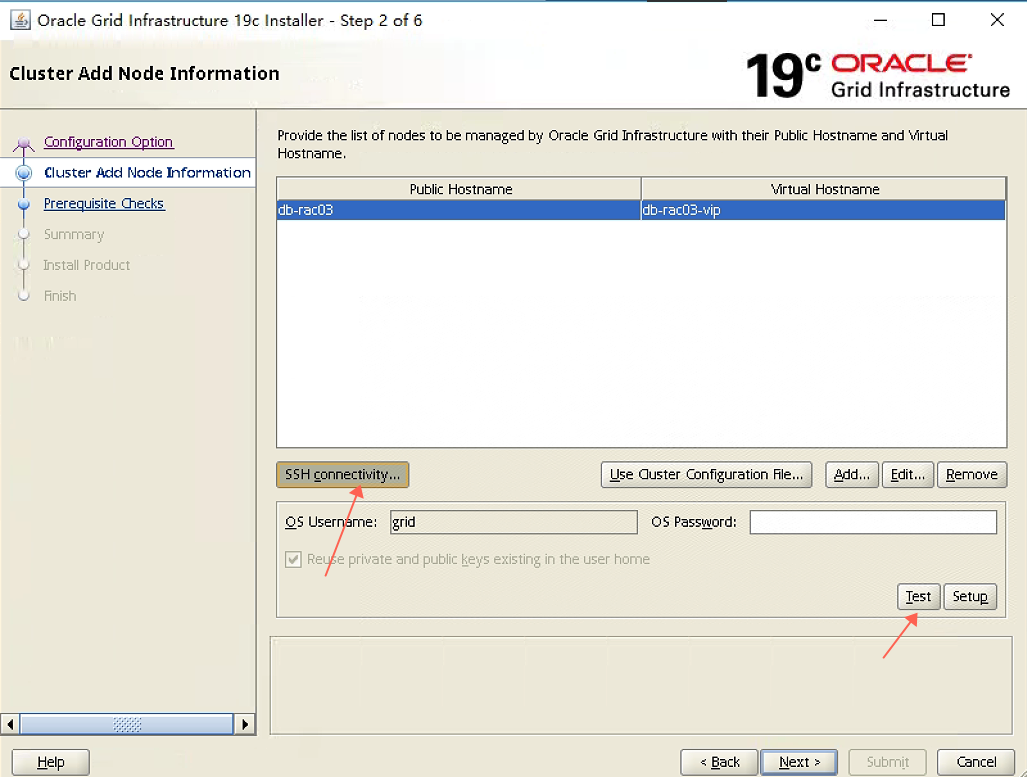 Oracle Grid Infrastructure 19c Installer - Step 2 of 6
Cluster Add Node Information
19c ORACLE
Grid Infrastructure
Configuration Option
Cluster Add Node Information
Prerequisite Checks
Summary
Install Product
Finish
Provide the list of nodes to be managed by Oracle Grid Infrastructure with their Public Hostname and Virtual
Hostname.
Public Hostname Virtual Hostname
db-rac03 db-rac03-vip
SSH connectivity... Use Cluster Configuration File... Add... Edit... Remove
OS Username: grid OS Password:
Reuse private and public keys existing in the user home
Test Setup
Help < Back Next > Submit Cancel